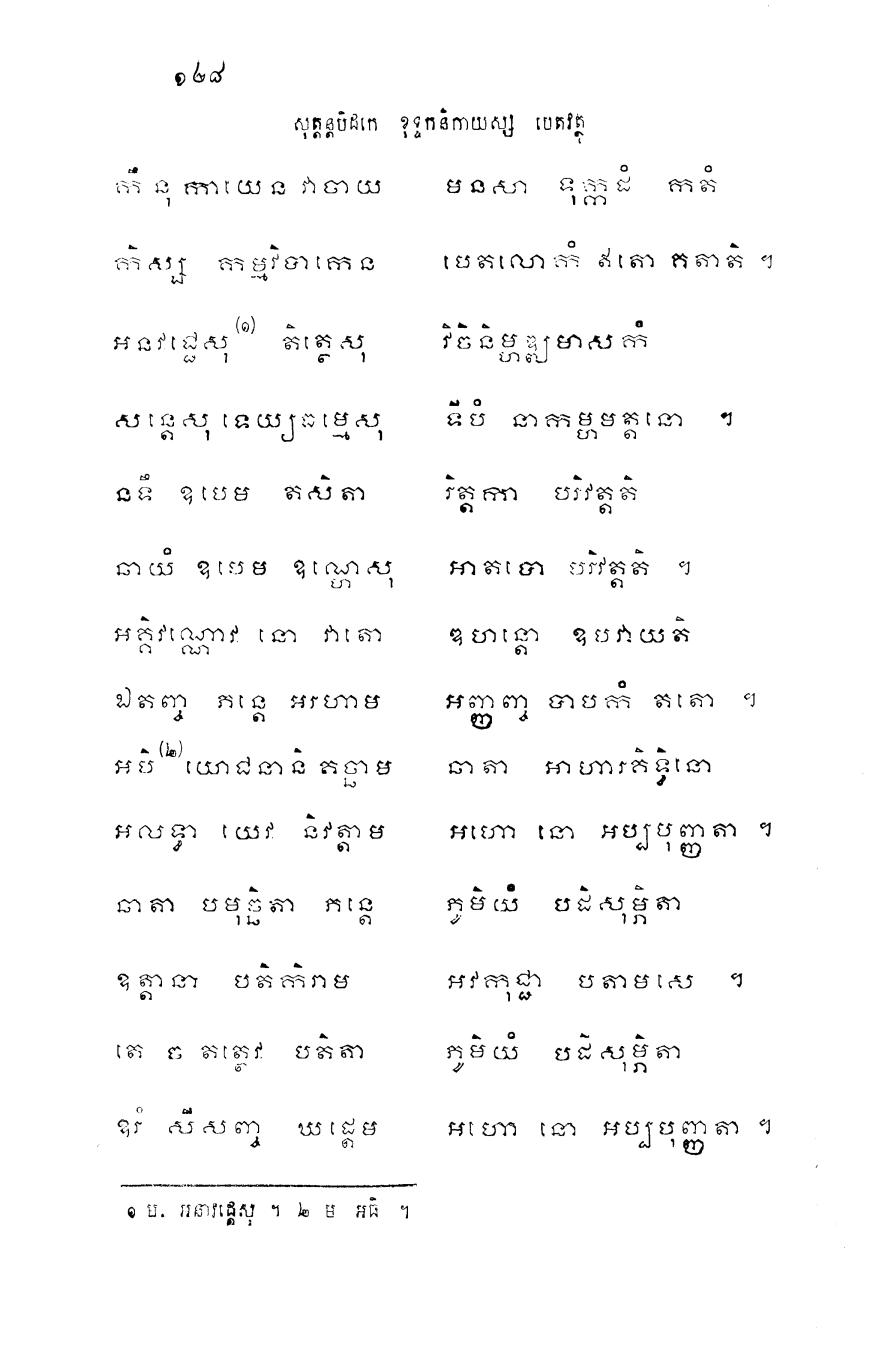 ១២៨
សុត្តន្តបិដកេ ខុទ្ទកនិកាយស្ស បេតវត្ថុ
កឹ នុ កាយេន វាចាយ មនសា ទុក្កដំ កតំ
កិស្ស កម្មវិបាកេន បេតលោកំ ឥតោ គតាតិ ។
អនវជ្ជេសុ (១) តិត្ថេសុ វិចិនិម្ហឌ្ឍមាសកំ
សន្តេសុ ទេយ្យធម្មេសុ ទីបំ នាកម្ហមត្តនោ ។
នទឹ ឧបេម តសិតា រិត្តកា បរិវត្តតិ
ឆាយំ ឧបេម ឧណ្ហេសុ អាតបោ បរិវត្តតិ ។
អគ្គិវណ្ណោវ នោ វាតោ ឌហន្តោ ឧបវាយតិ
ឯតញ្ច ភន្តេ អរហាម អញ្ញញ្ច បាបកំ តតោ ។
អបិ (២) យោជនានិ គច្ឆាម ឆាតា អាហារគិទ្ធិនោ
អលទ្ធា យេវ និវត្តាម អហោ នោ អប្បបុញ្ញតា ។
ឆាតា បមុច្ឆិតា ភន្តេ ភូមិយំ បដិសុម្ភិតា
ឧត្តានា បតិកិរាម អវកុជ្ជា បតាមសេ ។
តេ ច តត្ថេវ បតិតា ភូមិយំ បដិសុម្ភិតា
ឧរំ សីសញ្ច ឃដ្ដេម អហោ នោ អប្បបុញ្ញតា ។
១ ប. អនាវដ្តេសុ ។ ២ ម អធិ ។